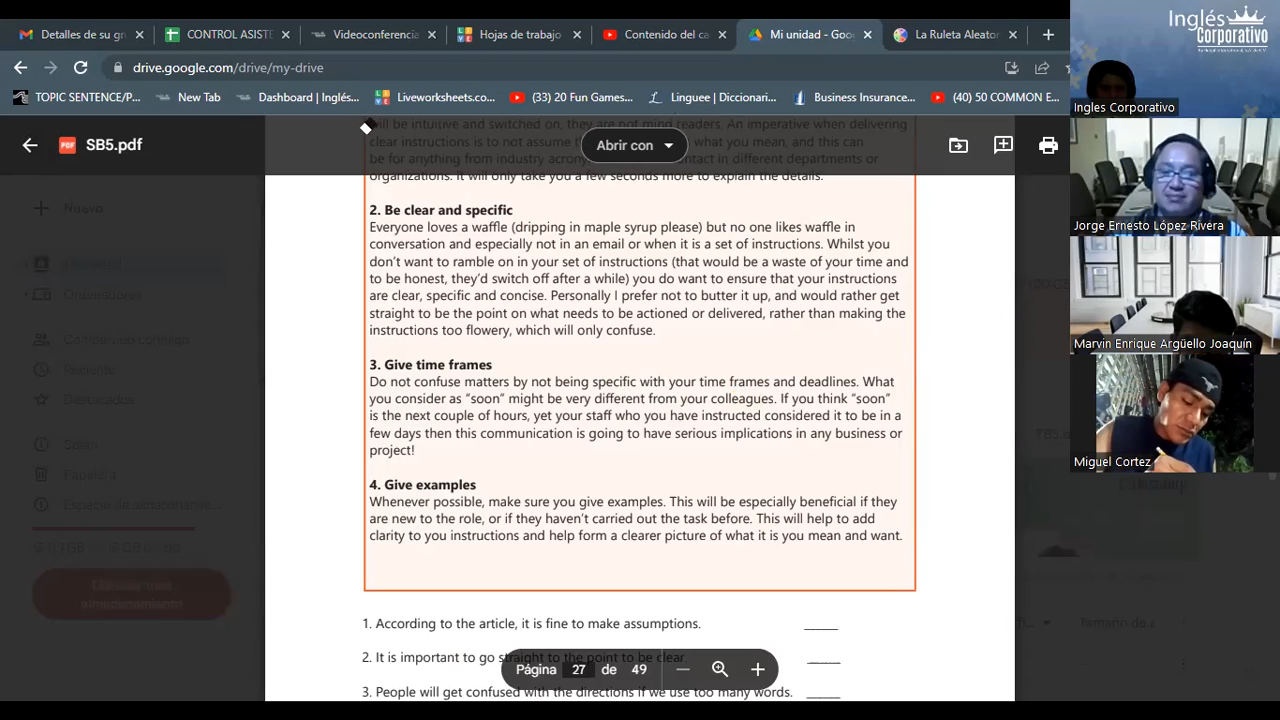 Detalles de su gr
CONTROL ASISTE
Videoconferencia
Hojas de trabajo
Contenido del ca
Mi unidad - Goo
La Ruleta Aleator
drive.google.com/drive/my-drive
TOPIC SENTENCE/P...
New Tab
Dashboard | Inglés...
Liveworksheets.co...
(33) 20 Fun Games...
Linguee | Diccionari...
Business Insurance...
(40) 50 COMMON E...
Inglés
Corporativo
Ingles Corporativo
Jorge Ernesto López Rivera
Marvin Enrique Argüello Joaquín
Miguel Cortez
SB5.pdf
Abrir con
Nuevo
will be intuitive and switched on, they are not mind readers. An imperative when delivering
clear instructions is to not assume what you mean, and this can
be for anything from industry contact in different departments or
organizations. It will only take you a few seconds more to explain the details.
2. Be clear and specific
Everyone loves a waffle (dripping in maple syrup please) but no one likes waffle in
conversation and especially not in an email or when it is a set of instructions. Whilst you
don't want to ramble on in your set of instructions (that would be a waste of your time and
to be honest, they'd switch off after a while) you do want to ensure that your instructions
are clear, specific and concise. Personally I prefer not to butter it up, and would rather get
straight to be the point on what needs to be actioned or delivered, rather than making the
instructions too flowery, which will only confuse.
3. Give time frames
Do not confuse matters by not being specific with your time frames and deadlines. What
you consider as “soon” might be very different from your colleagues. If you think “soon”
is the next couple of hours, yet your staff who you have instructed considered it to be in a
few days then this communication is going to have serious implications in any business or
project!
4. Give examples
Whenever possible, make sure you give examples. This will be especially beneficial if they
are new to the role, or if they haven't carried out the task before. This will help to add
clarity to you instructions and help form a clearer picture of what it is you mean and want.
1. According to the article, it is fine to make assumptions. _____
2. It is important to go straight to the point to be clear. _____
3. People will get confused with the directions if we use too many words. _____
Página 27 de 49